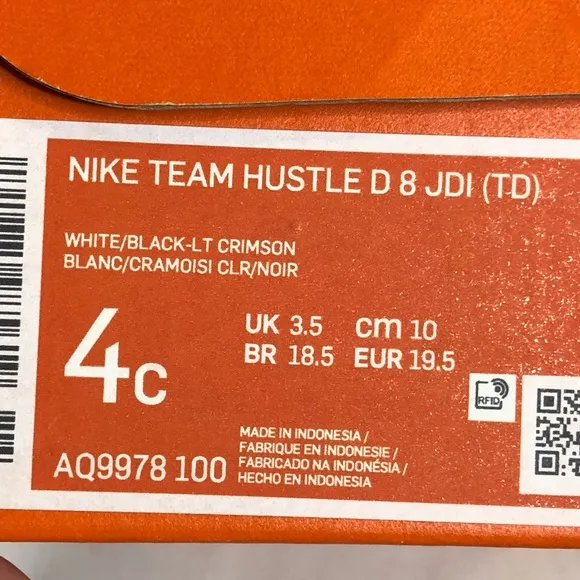 NIKE TEAM HUSTLE D 8 JDI (TD)
WHITE/BLACK-LT CRIMSON
BLANC/CRAMOISI CLR/NOIR
4C
UK 3.5 cm 10
BR 18.5 EUR 19.5
RFID
AQ9978 100
MADE IN INDONESIA /
FABRIQUE EN INDONESIE /
FABRICADO NA INDONÉSIA /
HECHO EN INDONESIA